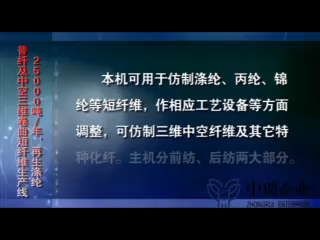 25000吨/年、再生涤纶
普纤及中空三维卷曲短纤维生产线
本机可用于仿制涤纶、丙纶、锦
纶等短纤维，作相应工艺设备等方面
调整，可仿制三维中空纤维及其它特
种化纤。主机分前纺、后纺两大部分。
中瑞企业
ZHONGRUI ENTERPRISE